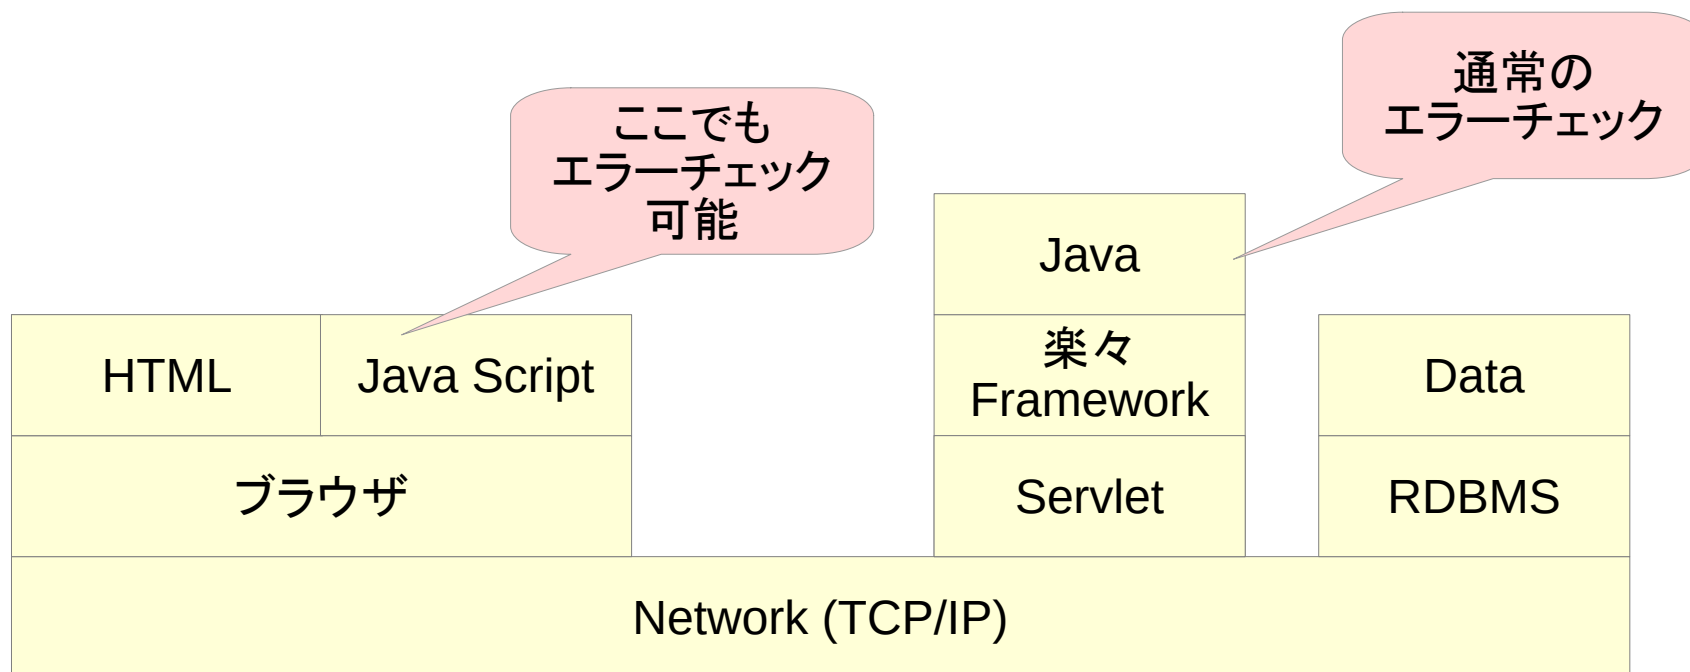 通常の
エラーチェック
ここでも
エラーチェック
可能
Java
HTML
Java Script
楽々
Framework
Data
ブラウザ
Servlet
RDBMS
Network (TCP/IP)